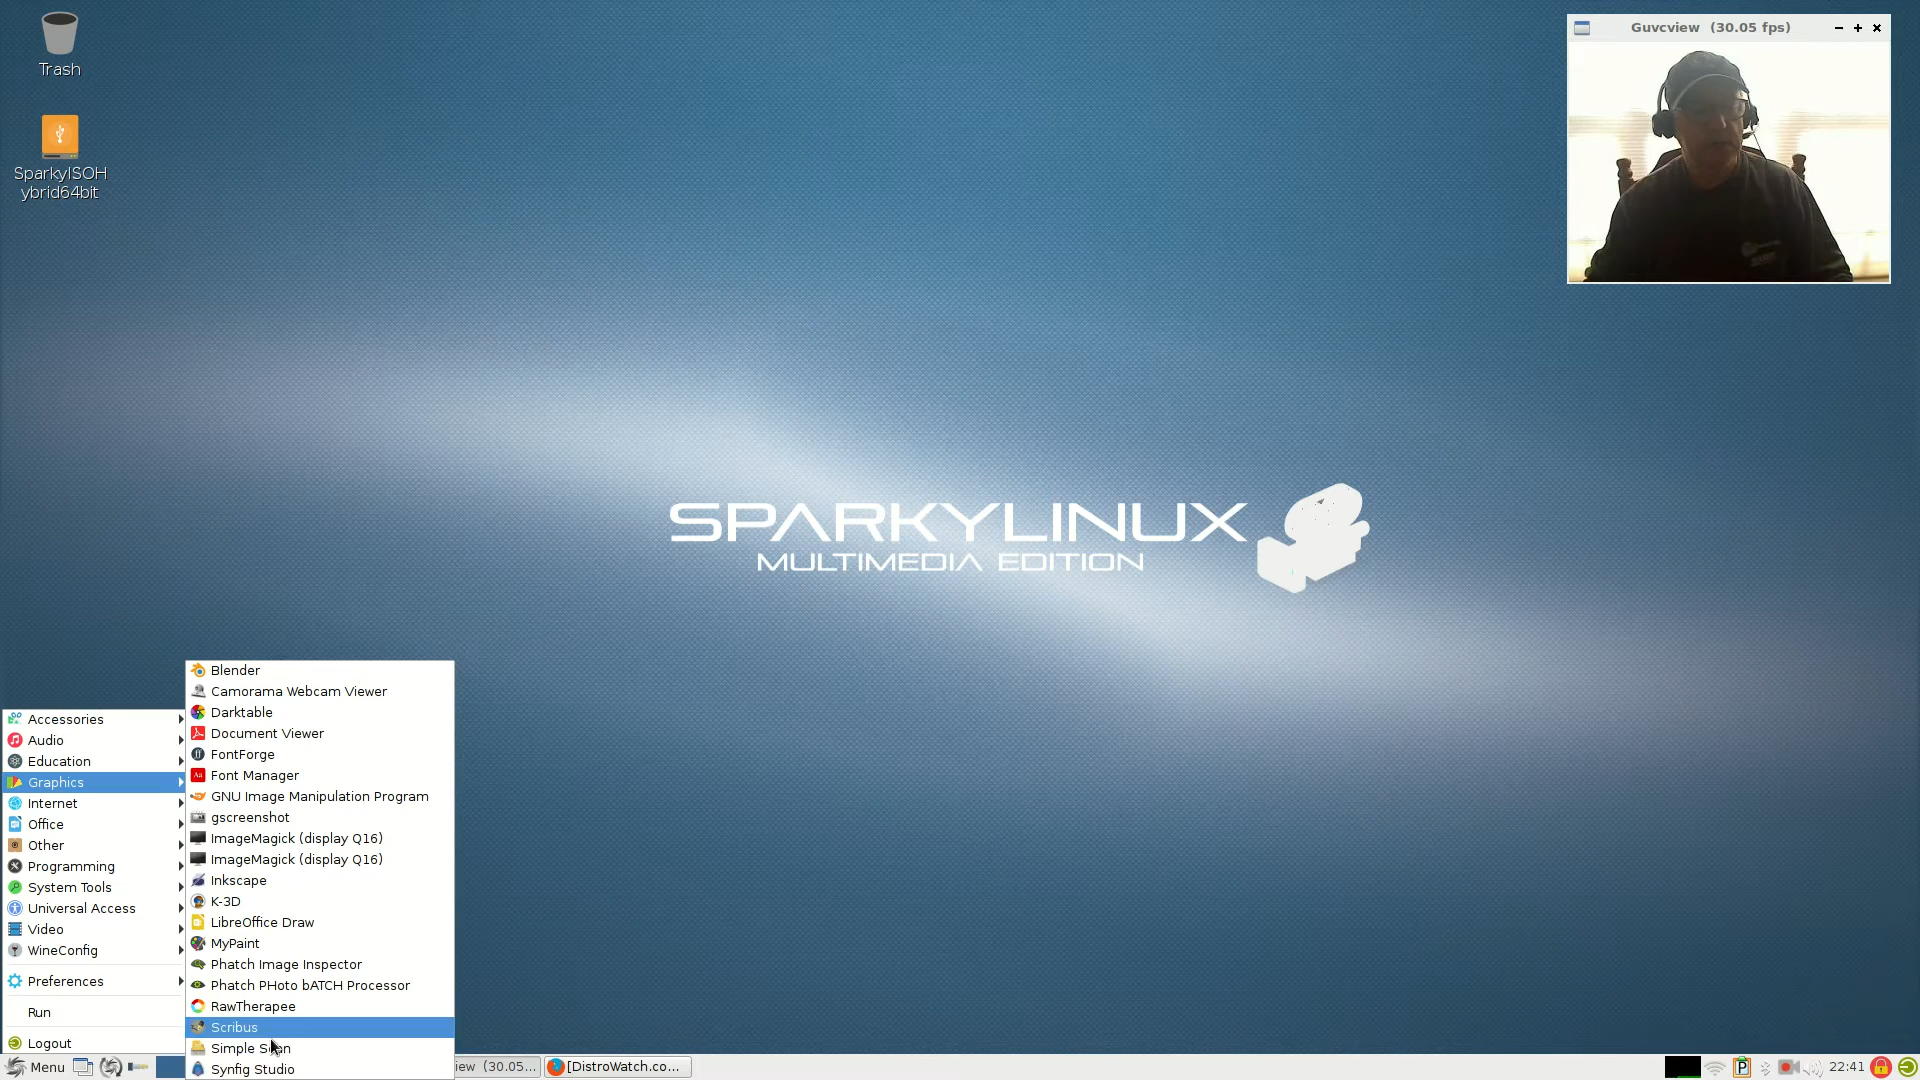 Trash
SparkyISOH
ybrid64bit
Guvcview (30.05 fps)
SPARKYLINUX
MULTIMEDIA EDITION
Blender
Camorama Webcam Viewer
Darktable
Document Viewer
FontForge
Font Manager
GNU Image Manipulation Program
gscreenshot
ImageMagick (display Q16)
ImageMagick (display Q16)
Inkscape
K-3D
LibreOffice Draw
MyPaint
Phatch Image Inspector
Phatch PHoto bATCH Processor
RawTherapee
Scribus
Simple Scan
Synfig Studio
Accessories
Audio
Education
Graphics
Internet
Office
Other
Programming
System Tools
Universal Access
Video
WineConfig
Preferences
Run
Logout
Menu
iew (30.05...
[DistroWatch.co...
22:41